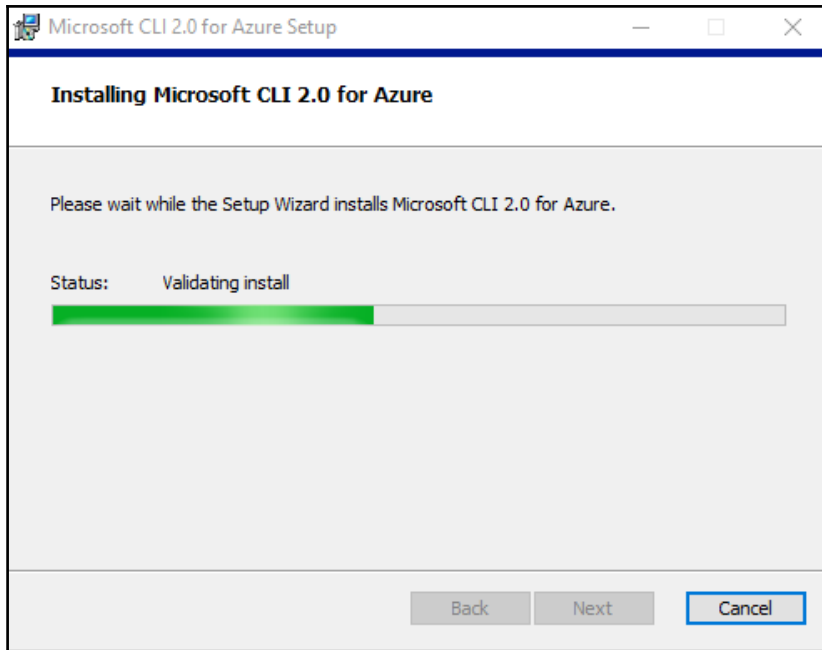 Microsoft CLI 2.0 for Azure Setup
Installing Microsoft CLI 2.0 for Azure
Please wait while the Setup Wizard installs Microsoft CLI 2.0 for Azure.
Status: Validating install
Back Next Cancel